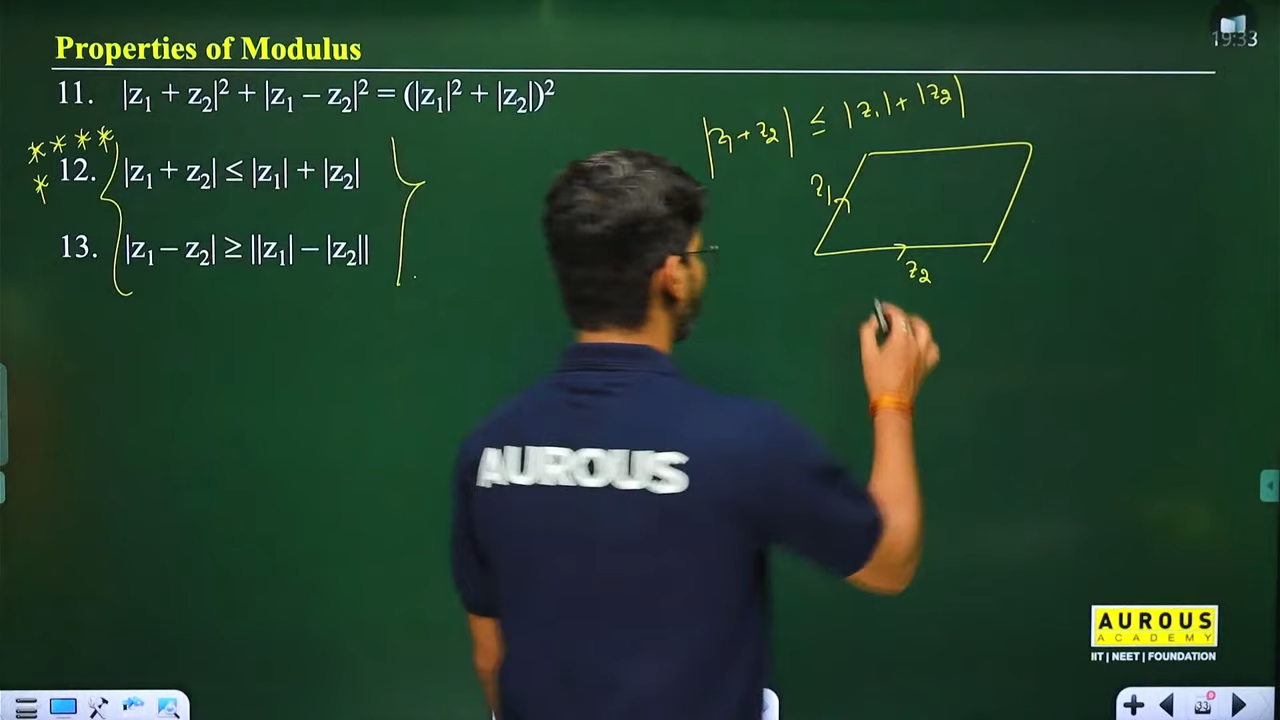 19:33
Properties of Modulus
11. |z₁ + z₂|² + |z₁ – z₂|² = (|z₁|² + |z₂|)²
|z₁ + z₂| ≤ |z₁| + |z₂|
****
*
12. |z₁ + z₂| ≤ |z₁| + |z₂|
z₁
13. |z₁ – z₂| ≥ ||z₁| – |z₂||
z₂
AUROUS
AUROUS
ACADEMY
IIT | NEET | FOUNDATION
33